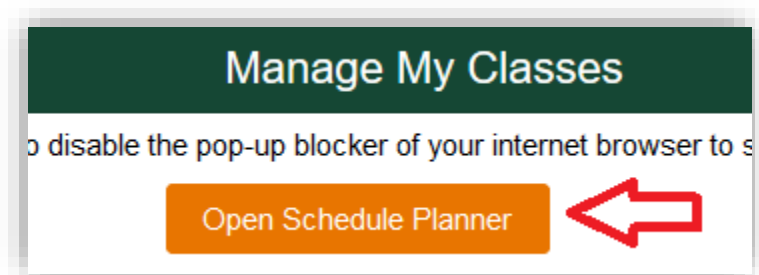 Manage My Classes
disable the pop-up blocker of your internet browser to
Open Schedule Planner